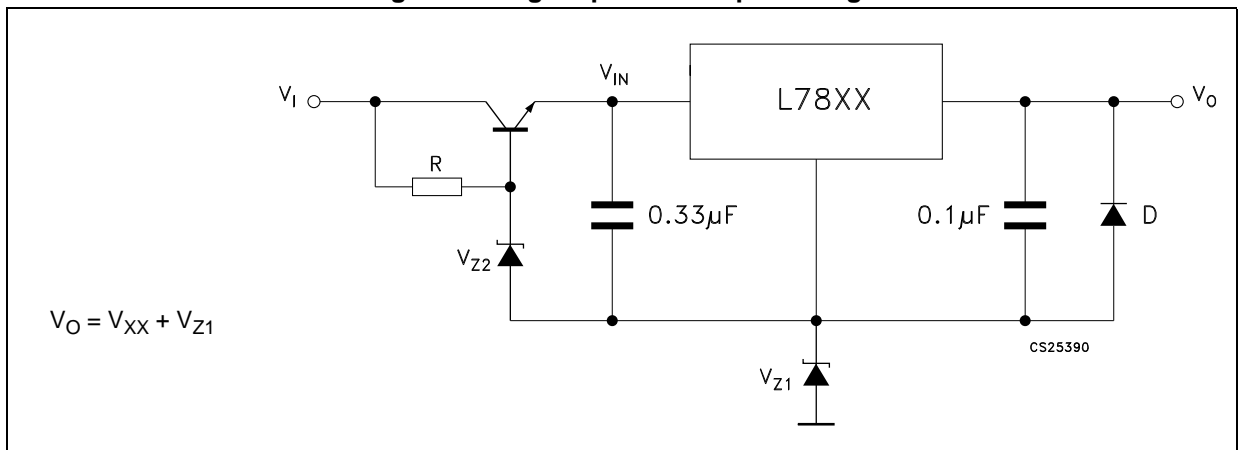 V_I
V_IN
L78XX
V_O
R
0.33µF
0.1µF
D
V_Z2
V_O = V_XX + V_Z1
CS25390
V_Z1